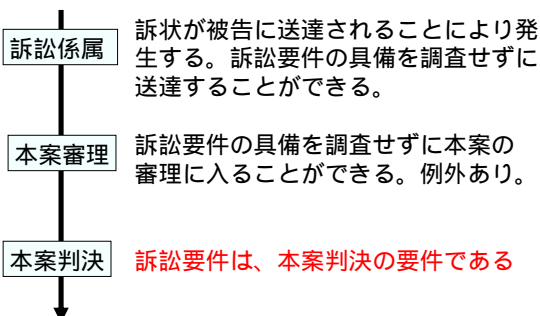 訴訟係属
訴状が被告に送達されることにより発
生する。訴訟要件の具備を調査せずに
送達することができる。
本案審理
訴訟要件の具備を調査せずに本案の
審理に入ることができる。例外あり。
本案判決
訴訟要件は、本案判決の要件である